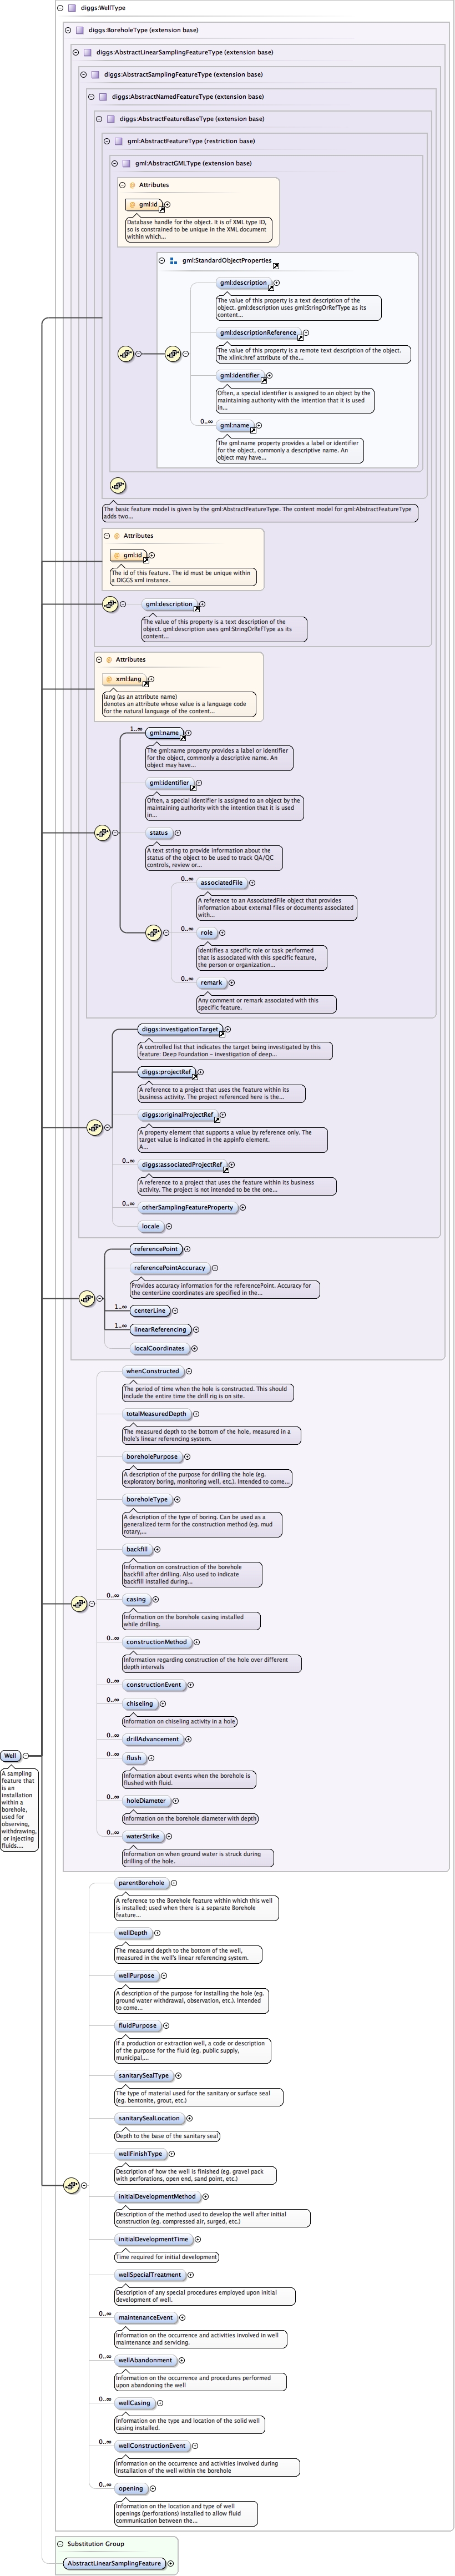 diggs:WellType
diggs:BoreholeType (extension base)
diggs:AbstractLinearSamplingFeatureType (extension base)
diggs:AbstractSamplingFeatureType (extension base)
diggs:AbstractNamedFeatureType (extension base)
diggs:AbstractFeatureBaseType (extension base)
gml:AbstractFeatureType (restriction base)
gml:AbstractGMLType (extension base)
Attributes
gml:id
Database handle for the object. It is of XML type ID,
so is constrained to be unique in the XML document
within which...
gml:StandardObjectProperties
gml:description
The value of this property is a text description of the
object. gml:description uses gml:StringOrRefType as its
content...
gml:descriptionReference
The value of this property is a remote text description of the object.
The xlink:href attribute of the...
gml:identifier
Often, a special identifier is assigned to an object by the
maintaining authority with the intention that it is used
in...
0..∞
gml:name
The gml:name property provides a label or identifier
for the object, commonly a descriptive name. An
object may have...
The basic feature model is given by the gml:AbstractFeatureType. The content model for gml:AbstractFeatureType
adds two...
Attributes
gml:id
The id of this feature. The id must be unique within
a DIGGS xml instance.
gml:description
The value of this property is a text description of the
object. gml:description uses gml:StringOrRefType as its
content...
Attributes
xml:lang
lang (as an attribute name)
denotes an attribute whose value is a language code
for the natural language of the content...
1..∞
gml:name
The gml:name property provides a label or identifier
for the object, commonly a descriptive name. An
object may have...
gml:identifier
Often, a special identifier is assigned to an object by the
maintaining authority with the intention that it is used
in...
status
A text string to provide information about the
status of the object to be used to track QA/QC
controls, review or...
0..∞
associatedFile
A reference to an AssociatedFile object that provides
information about external files or documents associated
with...
0..∞
role
Identifies a specific role or task performed
that is associated with this specific feature,
the person or organization...
0..∞
remark
Any comment or remark associated with this
specific feature.
diggs:investigationTarget
A controlled list that indicates the target being investigated by this
feature: Deep Foundation - investigation of deep...
diggs:projectRef
A reference to a project that uses the feature within its
business activity. The project referenced here is the...
diggs:originalProjectRef
A property element that supports a value by reference only. The
target value is indicated in the appinfo element.
A...
0..∞
diggs:associatedProjectRef
A reference to a project that uses the feature within its business
activity. The project is not intended to be the one...
0..∞
otherSamplingFeatureProperty
locale
referencePoint
referencePointAccuracy
Provides accuracy information for the referencePoint. Accuracy for
the centerLine coordinates are specified in the...
1..∞
centerLine
1..∞
linearReferencing
localCoordinates
whenConstructed
The period of time when the hole is constructed. This should
include the entire time the drill rig is on site.
totalMeasuredDepth
The measured depth to the bottom of the hole, measured in a
hole's linear referencing system.
boreholePurpose
A description of the purpose for drilling the hole (eg.
exploratory boring, monitoring well, etc.). Intended to come...
boreholeType
A description of the type of boring. Can be used as a
generalized term for the construction method (eg. mud
rotary,...
backfill
Information on construction of the borehole
backfill after drilling. Also used to indicate
backfill installed during...
0..∞
casing
Information on the borehole casing installed
while drilling.
0..∞
constructionMethod
Information regarding construction of the hole over different
depth intervals
0..∞
constructionEvent
0..∞
chiseling
Information on chiseling activity in a hole
0..∞
drillAdvancement
0..∞
flush
Information about events when the borehole is
flushed with fluid.
0..∞
holeDiameter
Information on the borehole diameter with depth
0..∞
waterStrike
Information on when ground water is struck during
drilling of the hole.
Well
A sampling
feature that
is an
installation
within a
borehole,
used for
observing,
withdrawing,
or injecting
fluids....
parentBorehole
A reference to the Borehole feature within which this well
is installed; used when there is a separate Borehole
feature...
wellDepth
The measured depth to the bottom of the well,
measured in the well's linear referencing system.
wellPurpose
A description of the purpose for installing the hole (eg.
ground water withdrawal, observation, etc.). Intended
to come...
fluidPurpose
If a production or extraction well, a code or description
of the purpose for the fluid (eg. public supply,
municipal,...
sanitarySealType
The type of material used for the sanitary or surface seal
(eg. bentonite, grout, etc.)
sanitarySealLocation
Depth to the base of the sanitary seal
wellFinishType
Description of how the well is finished (eg. gravel pack
with perforations, open end, sand point, etc.)
initialDevelopmentMethod
Description of the method used to develop the well after initial
construction (eg. compressed air, surged, etc.)
initialDevelopmentTime
Time required for initial development
wellSpecialTreatment
Description of any special procedures employed upon initial
development of well.
0..∞
maintenanceEvent
Information on the occurrence and activities involved in well
maintenance and servicing.
0..∞
wellAbandonment
Information on the occurrence and procedures performed
upon abandoning the well
0..∞
wellCasing
Information on the type and location of the solid well
casing installed.
0..∞
wellConstructionEvent
Information on the occurrence and activities involved during
installation of the well within the borehole
0..∞
opening
Information on the location and type of well
openings (perforations) installed to allow fluid
communication between the...
Substitution Group
AbstractLinearSamplingFeature